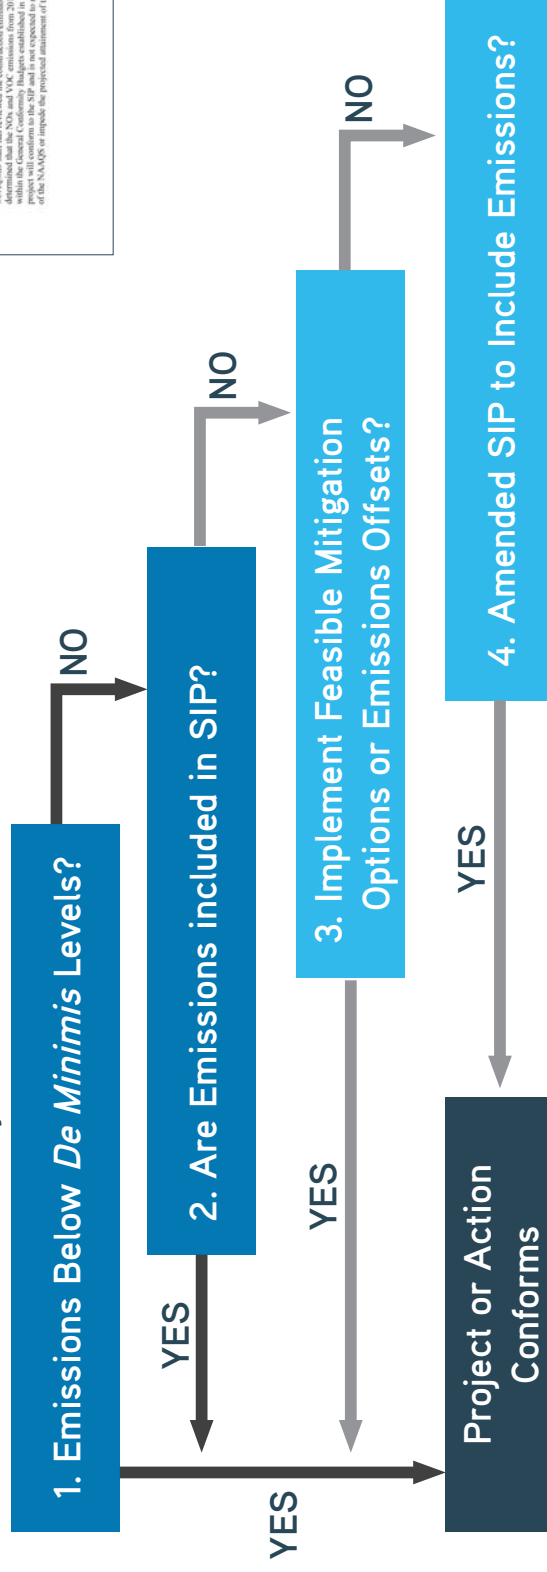 determined that the NOx and VOC emissions from 201
within the General Conformity Budgets established in
project will conform to the SIP and is not expected to
of the NAAQS or impede the projected attainment of t
1. Emissions Below De Minimis Levels?
NO
YES
2. Are Emissions included in SIP?
NO
YES
3. Implement Feasible Mitigation
Options or Emissions Offsets?
NO
YES
4. Amended SIP to Include Emissions?
YES
Project or Action
Conforms